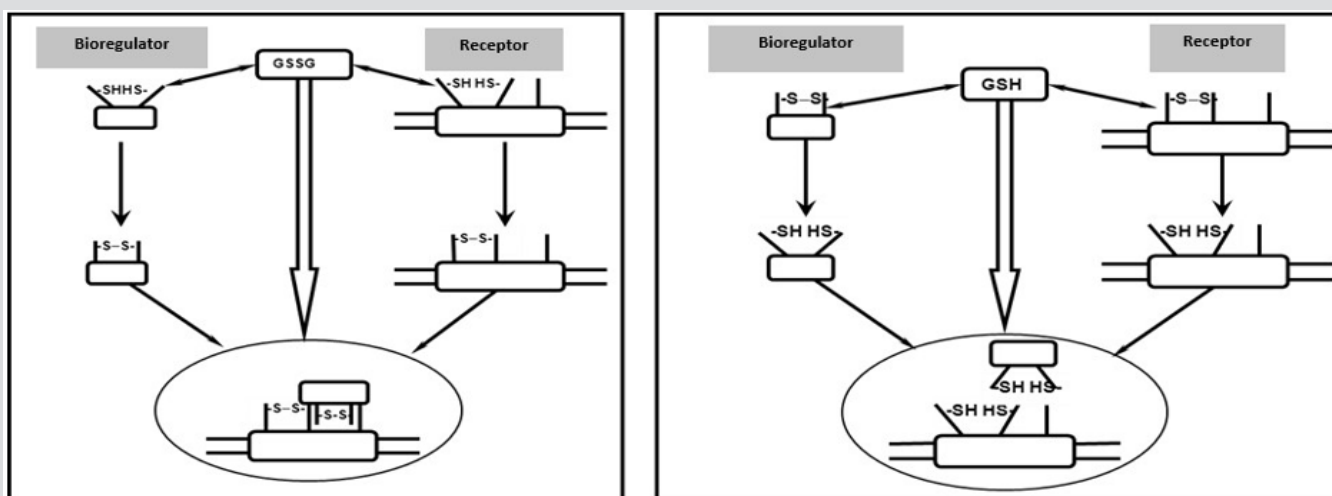 Bioregulator
GSSG
Receptor
-SHHS-
-SH HS-
-S-S-
-S-S-
-S-S-
-S-S-
Bioregulator
GSH
Receptor
-S-S-
-S-S-
-SH HS-
-SH HS-
-SH HS-
-SH HS-